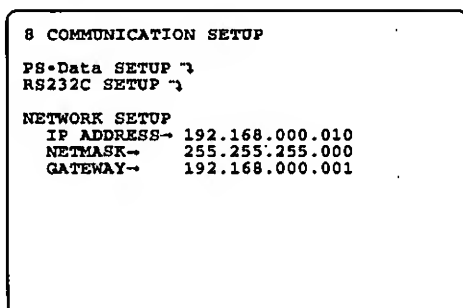 8 COMMUNICATION SETUP
PS•Data SETUP ⤵
RS232C SETUP ⤵
NETWORK SETUP
IP ADDRESS→ 192.168.000.010
NETMASK→ 255.255.255.000
GATEWAY→ 192.168.000.001